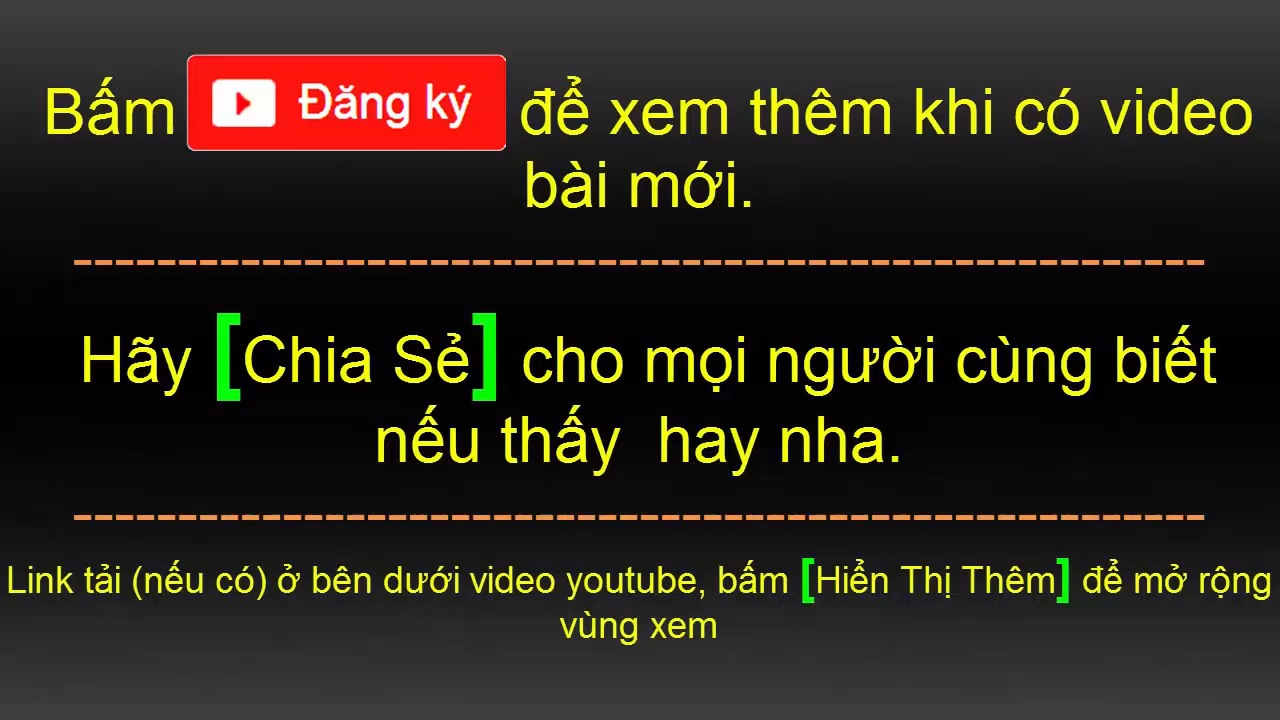 Bấm Đăng ký để xem thêm khi có video
bài mới.
------------------------------------------------------
Hãy [Chia Sẻ] cho mọi người cùng biết
nếu thấy hay nha.
------------------------------------------------------
Link tải (nếu có) ở bên dưới video youtube, bấm [Hiển Thị Thêm] để mở rộng
vùng xem